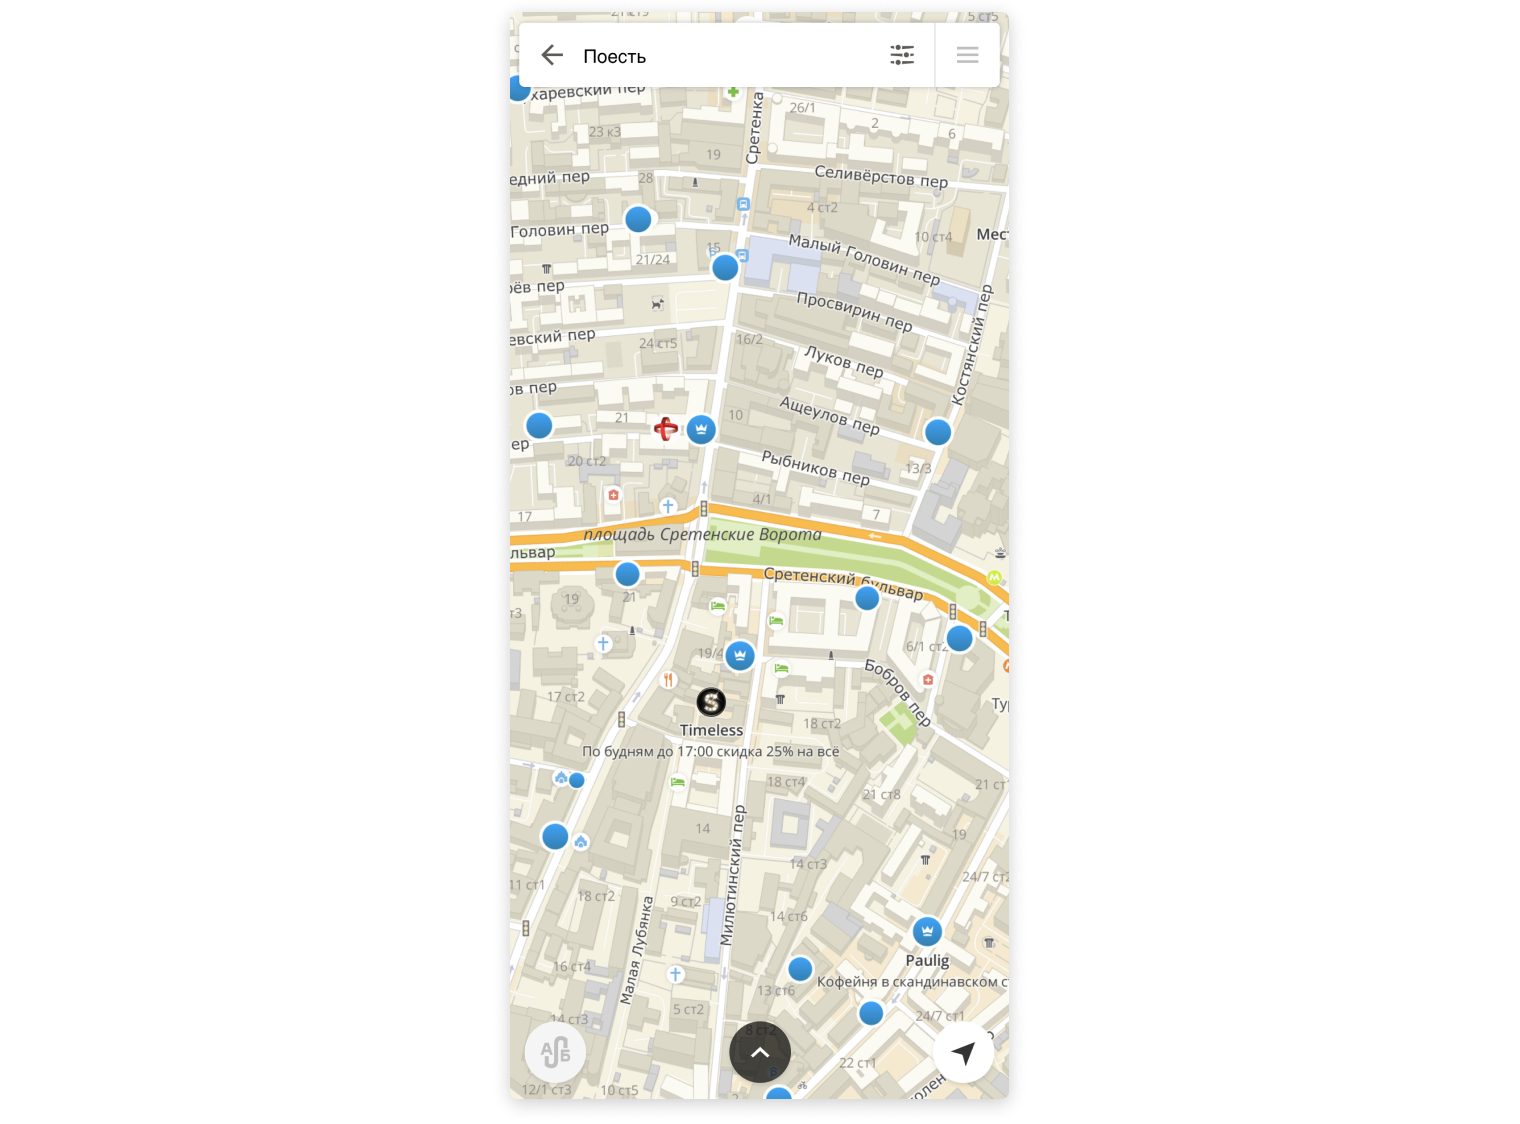 5 ст5
Поесть
харевский пер
Сретенка
26/1
2
6
23 к3
19
едний пер
28
Селивёрстов пер
4 ст2
Головин пер
15
21/24
Малый Головин пер
10 ст4
Мес
рёв пер
Просвирин пер
Костянский пер
евский пер
24 ст5
16/2
Луков пер
ов пер
21
10
Ащеулов пер
ер
20 ст2
Рыбников пер
13/3
17
4/1
7
площадь Сретенские Ворота
львар
Сретенский бульвар
19
21
19/4
6/1 ст2
Бобров пер
17 ст2
Timeless
18 ст2
Ту
По будням до 17:00 скидка 25% на всё
18 ст4
21 ст8
21 ст
14
19
Милютинский пер
14 ст3
24/7 ст2
11 ст1
18 ст2
9 ст2
14 ст6
Малая Лубянка
Paulig
16 ст4
Кофейня в скандинавском с
13 ст6
5 ст2
14 ст3
24/7 ст1
8 ст2
АБ
22 ст1
12/1 ст3
10 ст5
2
олен